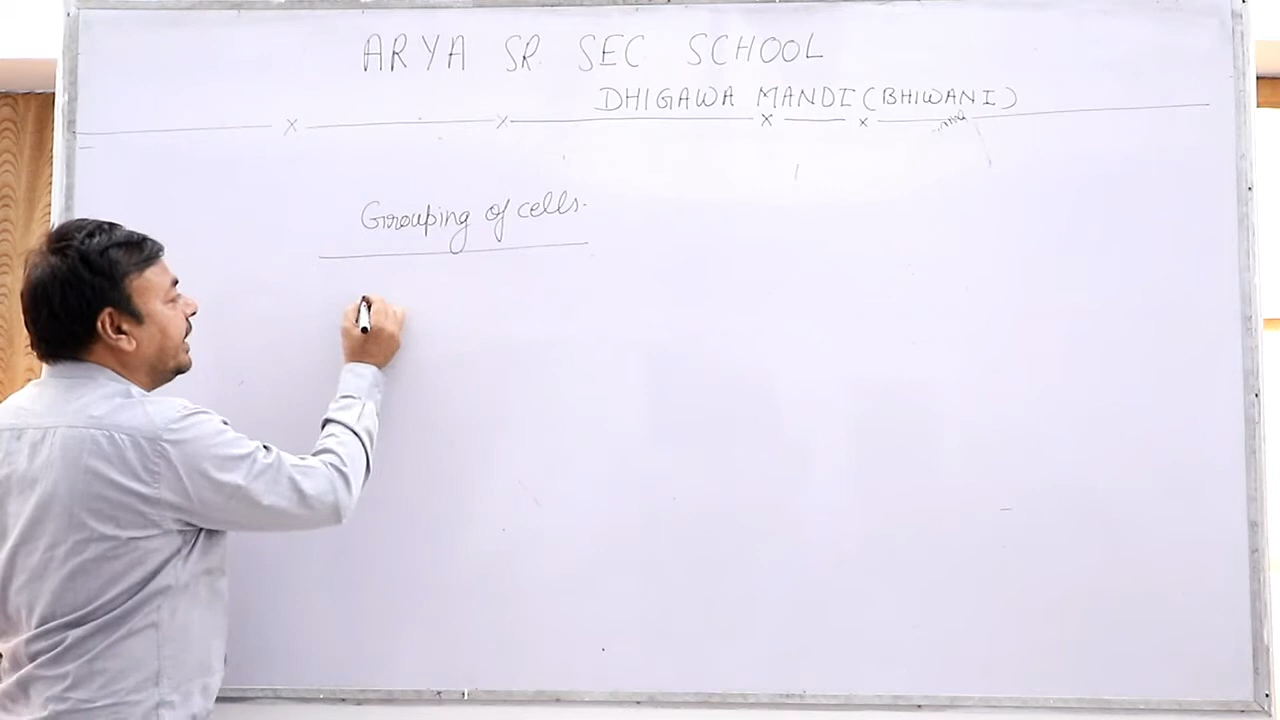 ARYA SR. SEC SCHOOL
DHIGAWA MANDI (BHIWANI)
Grouping of cells.